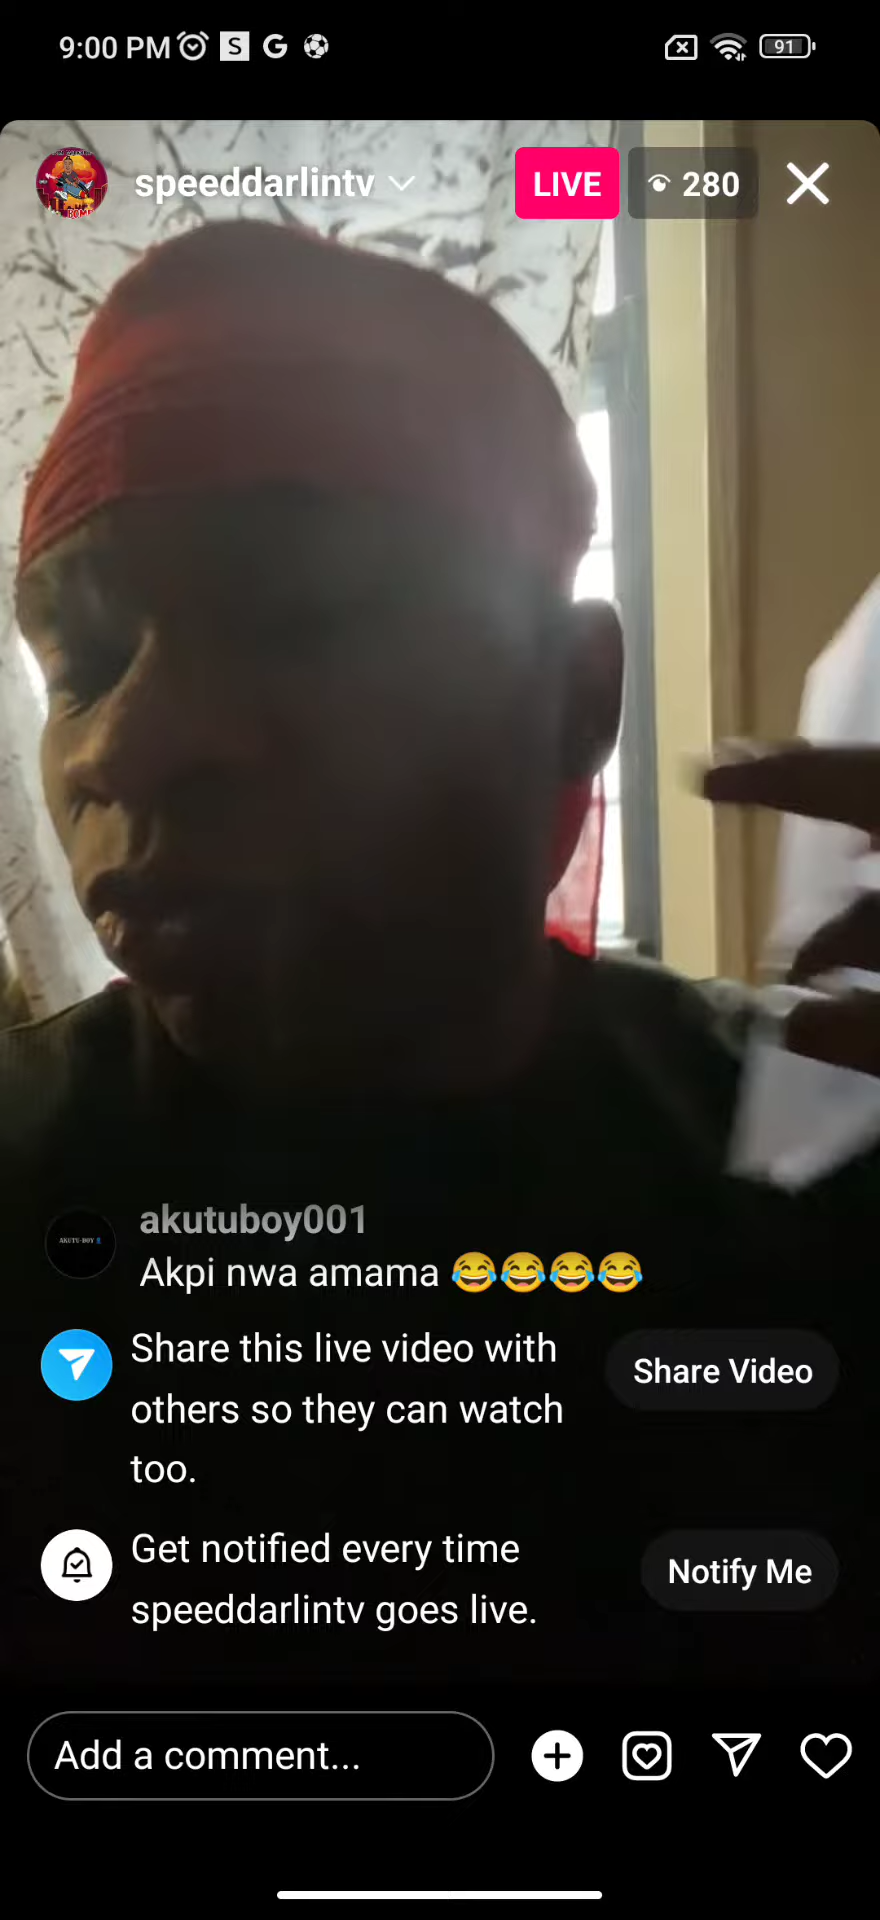 9:00 PM S G 91
speeddarlintv LIVE 280
akutuboy001
Akpi nwa amama 😂😂😂😂
Share this live video with
others so they can watch
too.
Share Video
Get notified every time
speeddarlintv goes live.
Notify Me
Add a comment...